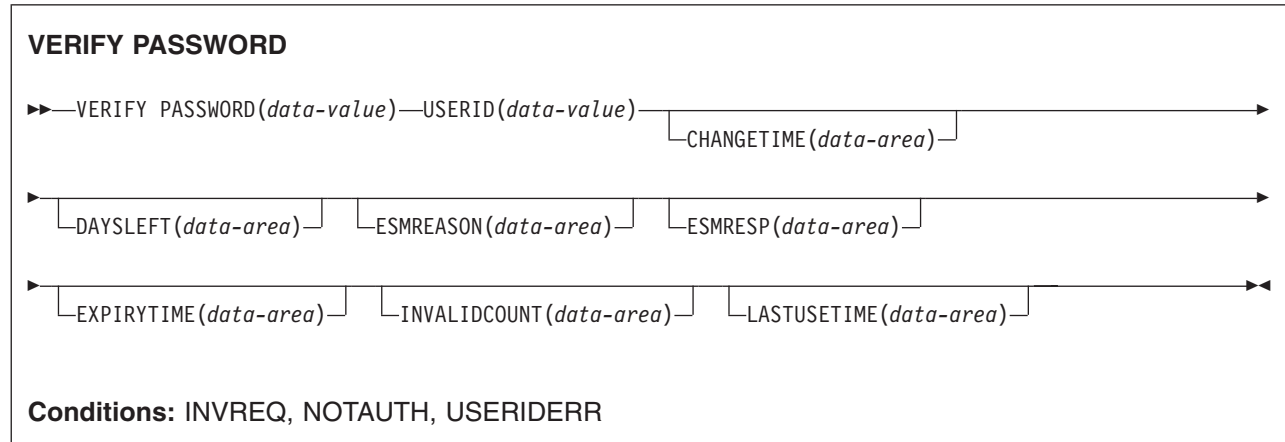 VERIFY PASSWORD
VERIFY PASSWORD(data-value) USERID(data-value)
CHANGETIME(data-area)
DAYSLEFT(data-area) ESMREASON(data-area) ESMRESP(data-area)
EXPIRYTIME(data-area) INVALIDCOUNT(data-area) LASTUSETIME(data-area)
Conditions: INVREQ, NOTAUTH, USERIDERR